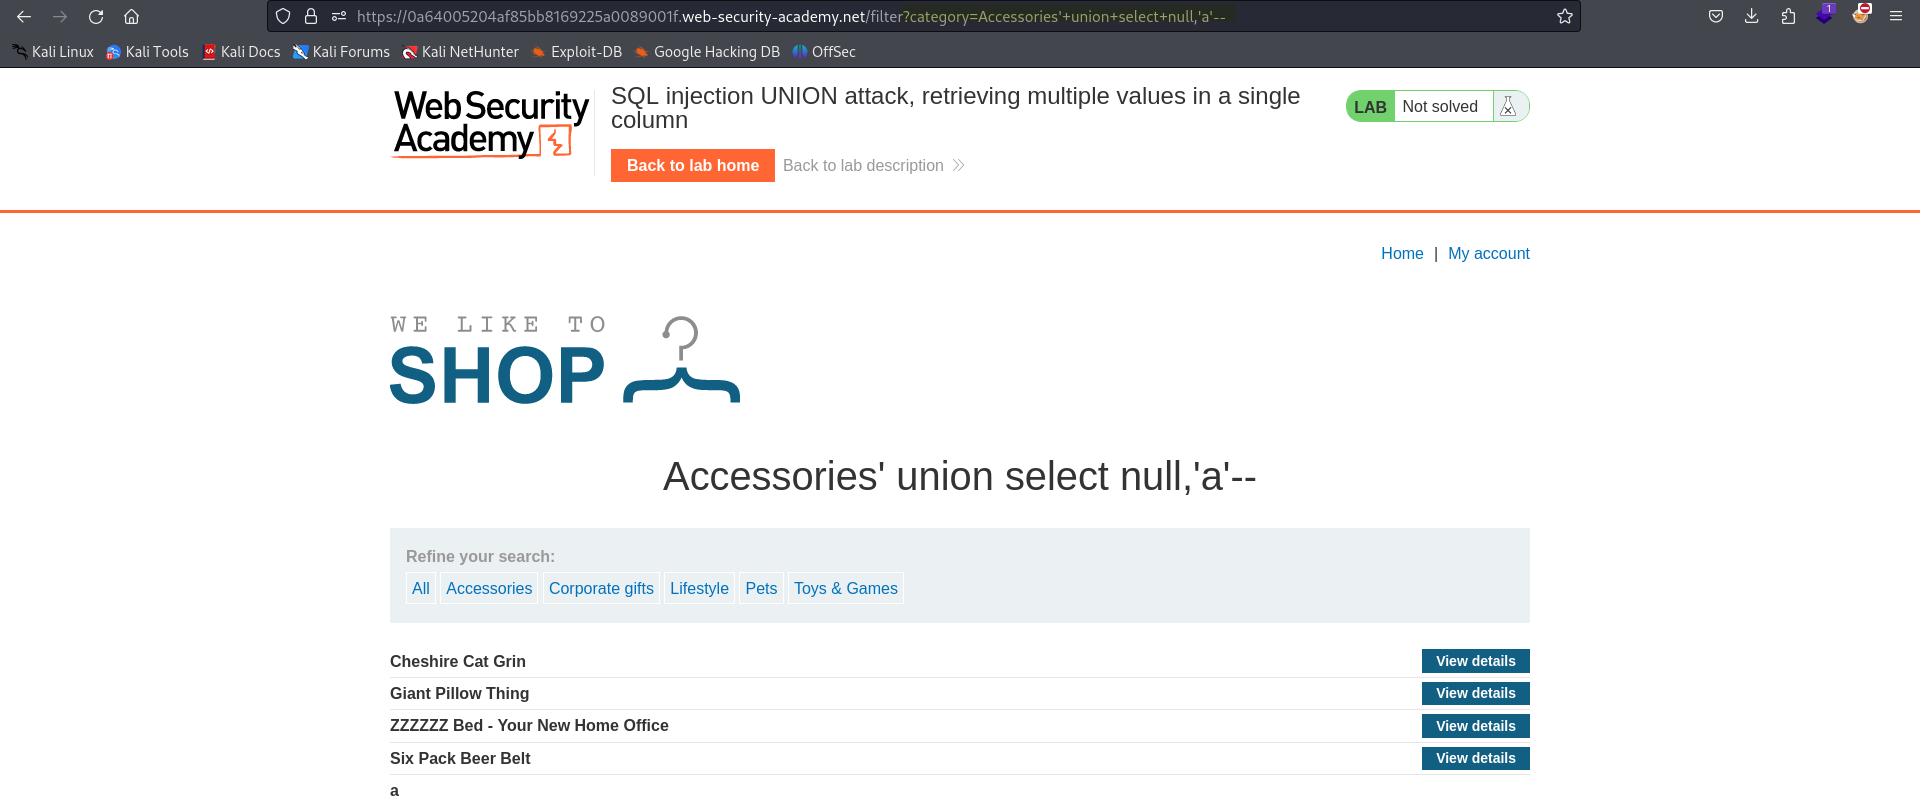 https://0a64005204af85bb8169225a0089001f.web-security-academy.net/filter?category=Accessories'+union+select+null,'a'--
1
Kali Linux Kali Tools Kali Docs Kali Forums Kali NetHunter Exploit-DB Google Hacking DB OffSec
Web Security
Academy
SQL injection UNION attack, retrieving multiple values in a single
column
LAB Not solved
Back to lab home Back to lab description
Home | My account
WE LIKE TO
SHOP
Accessories' union select null,'a'--
Refine your search:
All Accessories Corporate gifts Lifestyle Pets Toys & Games
Cheshire Cat Grin View details
Giant Pillow Thing View details
ZZZZZZ Bed - Your New Home Office View details
Six Pack Beer Belt View details
a